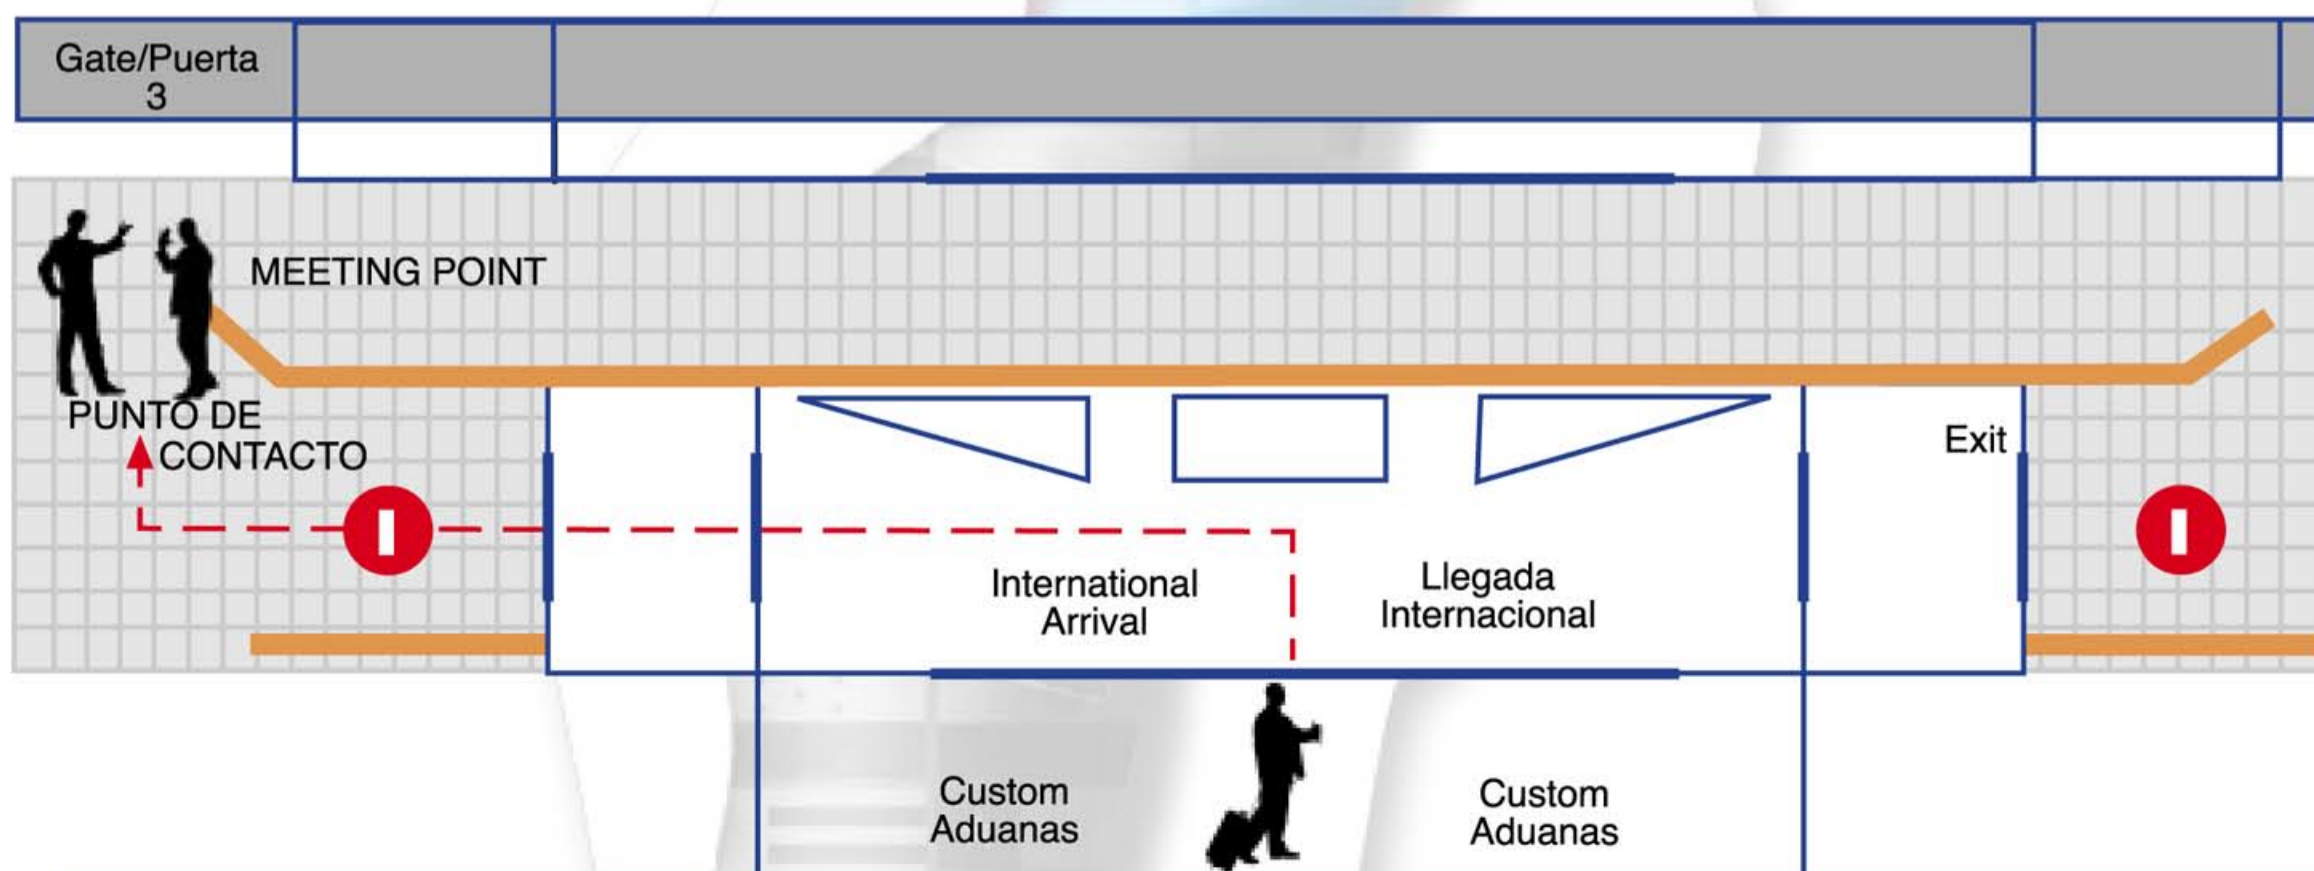 Gate/Puerta
3
MEETING POINT
PUNTO DE
CONTACTO
Exit
International
Arrival
Llegada
Internacional
Custom
Aduanas
Custom
Aduanas